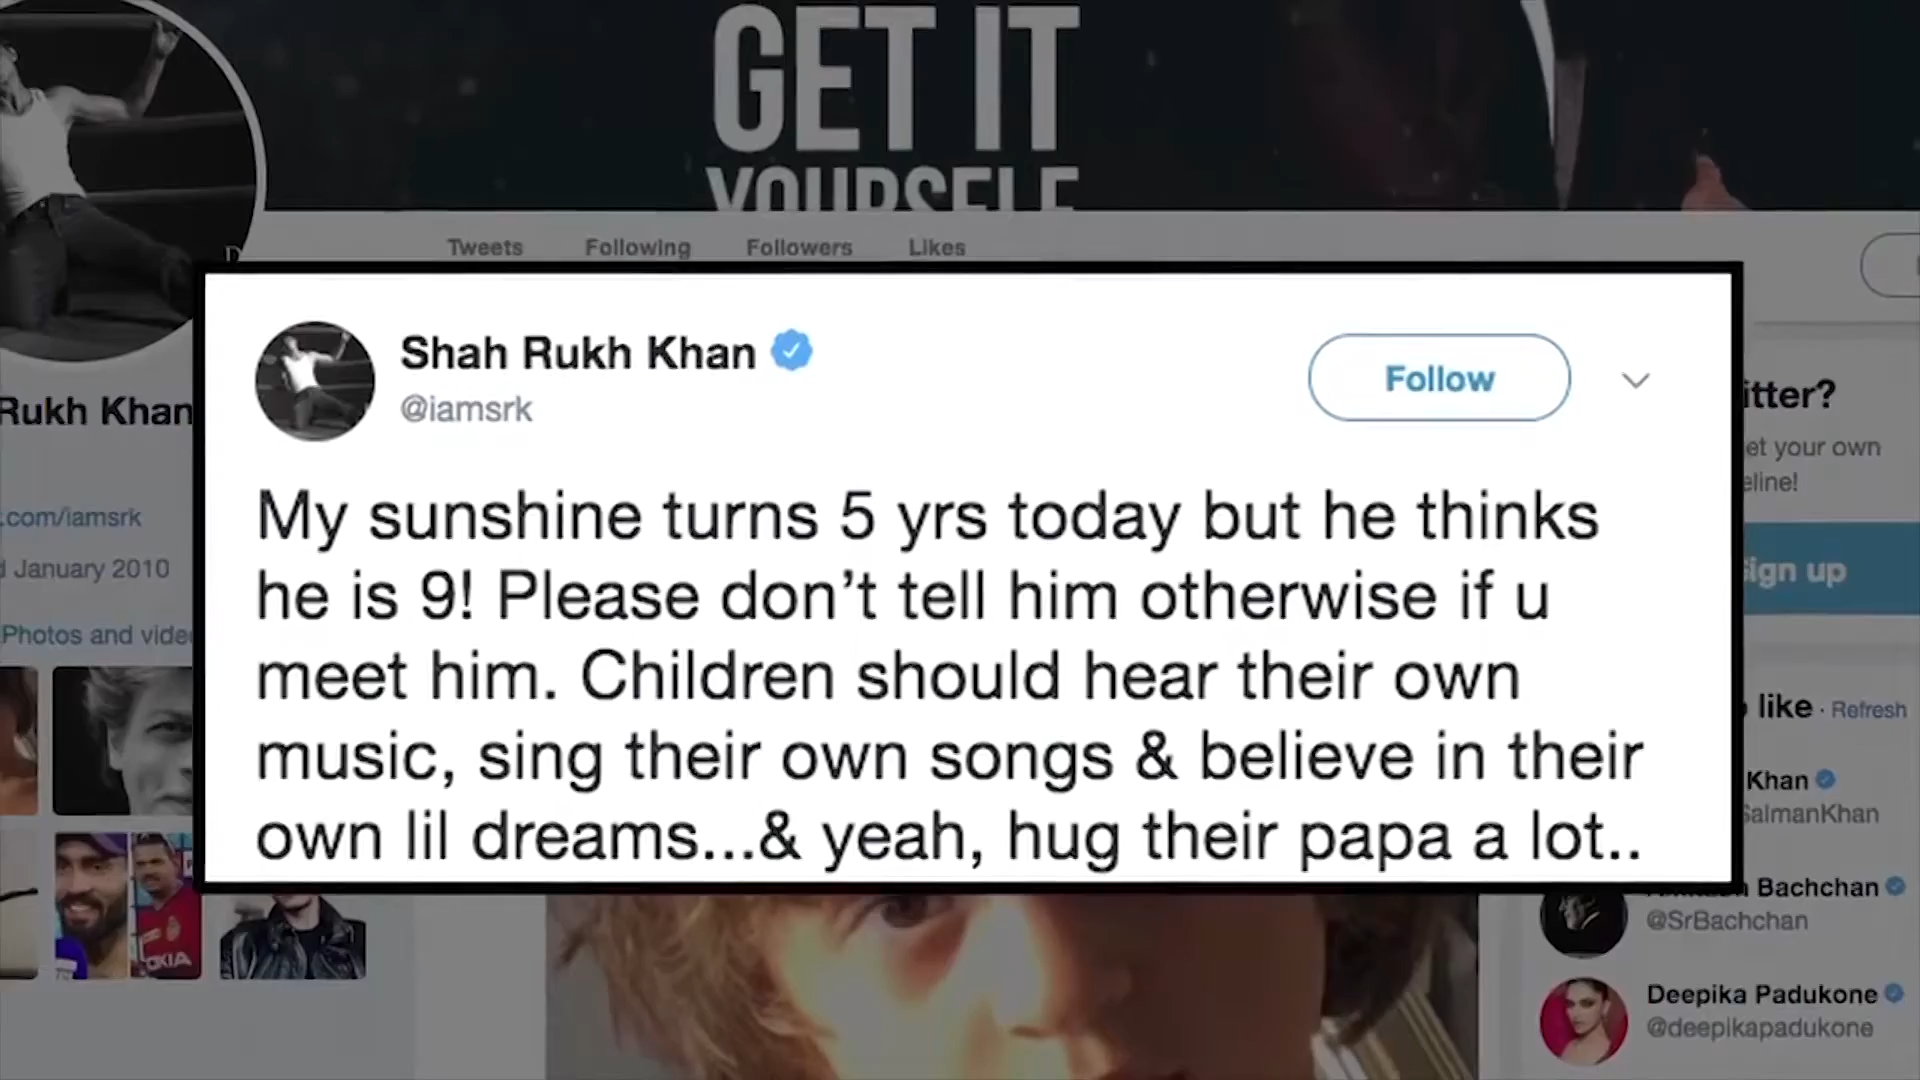 GET IT
YOURSELF
Tweets Following Followers Likes
Rukh Khan
.com/iamsrk
January 2010
Photos and vide
Shah Rukh Khan
@iamsrk
Follow
My sunshine turns 5 yrs today but he thinks
he is 9! Please don’t tell him otherwise if u
meet him. Children should hear their own
music, sing their own songs & believe in their
own lil dreams...& yeah, hug their papa a lot..
itter?
et your own
eline!
Sign up
like · Refresh
Khan
SalmanKhan
Bachchan
@SrBachchan
Deepika Padukone
@deepikapadukone